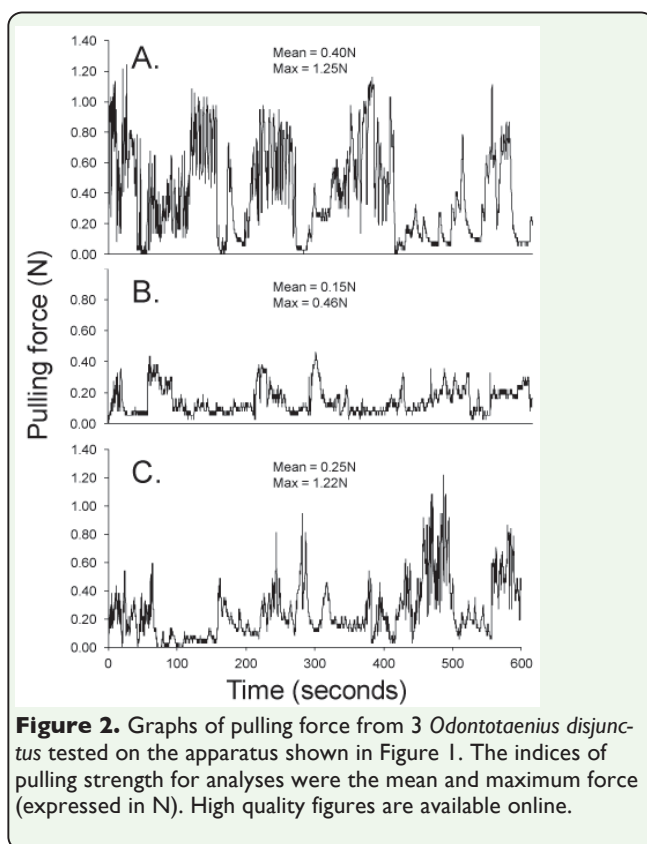 1.40
A.
Mean = 0.40N
Max = 1.25N
1.20
1.00
0.80
0.60
0.40
0.20
0.00
B.
Mean = 0.15N
Max = 0.46N
0.80
0.60
0.40
0.20
0.00
Pulling force (N)
1.40
C.
Mean = 0.25N
Max = 1.22N
1.20
1.00
0.80
0.60
0.40
0.20
0.00
0 100 200 300 400 500 600
Time (seconds)
Figure 2. Graphs of pulling force from 3 Odontotaenius disjunc-
tus tested on the apparatus shown in Figure 1. The indices of
pulling strength for analyses were the mean and maximum force
(expressed in N). High quality figures are available online.